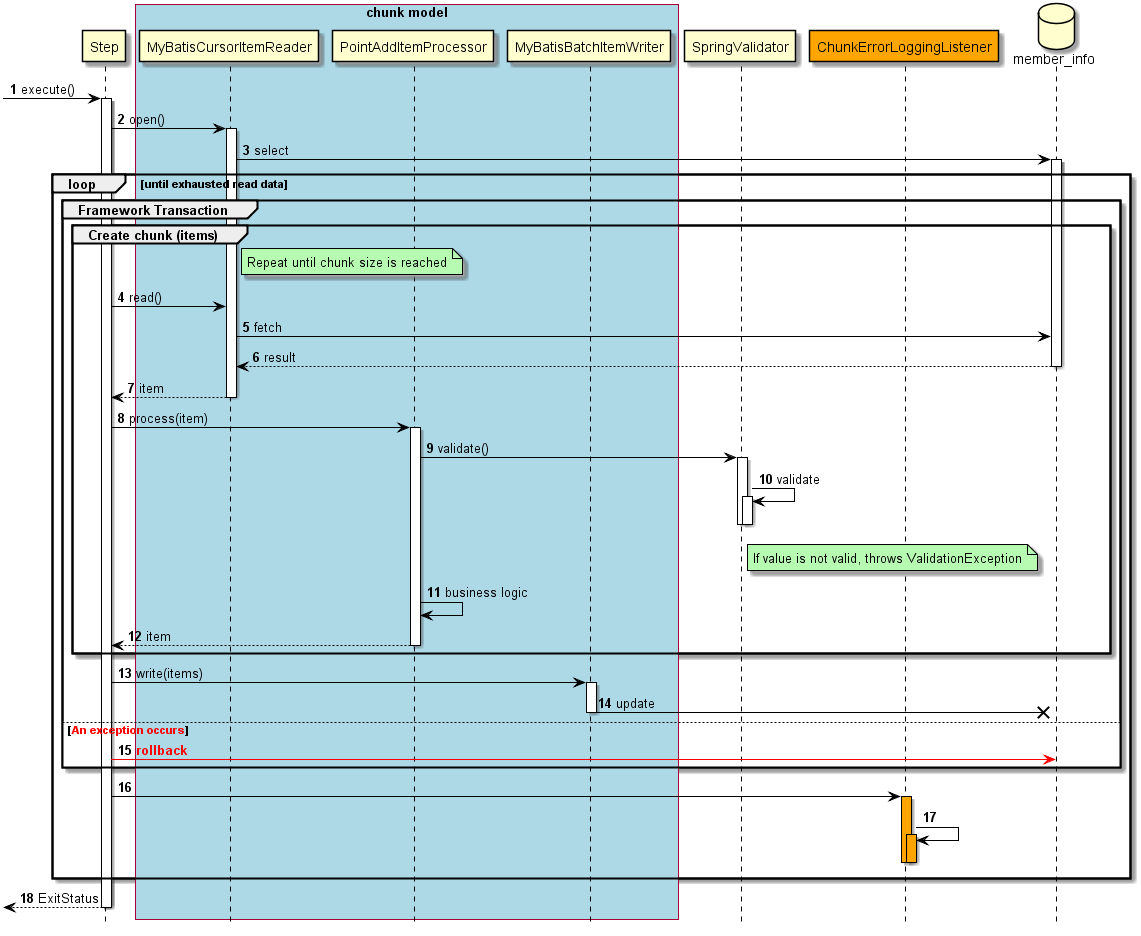 chunk model
Step
MyBatisCursorItemReader
PointAddItemProcessor
MyBatisBatchItemWriter
SpringValidator
ChunkErrorLoggingListener
member_info
1 execute()
2 open()
3 select
loop [until exhausted read data]
Framework Transaction
Create chunk (items)
Repeat until chunk size is reached
4 read()
5 fetch
6 result
7 item
8 process(item)
9 validate()
10 validate
If value is not valid, throws ValidationException
11 business logic
12 item
13 write(items)
14 update
[An exception occurs]
15 rollback
16
17
18 ExitStatus